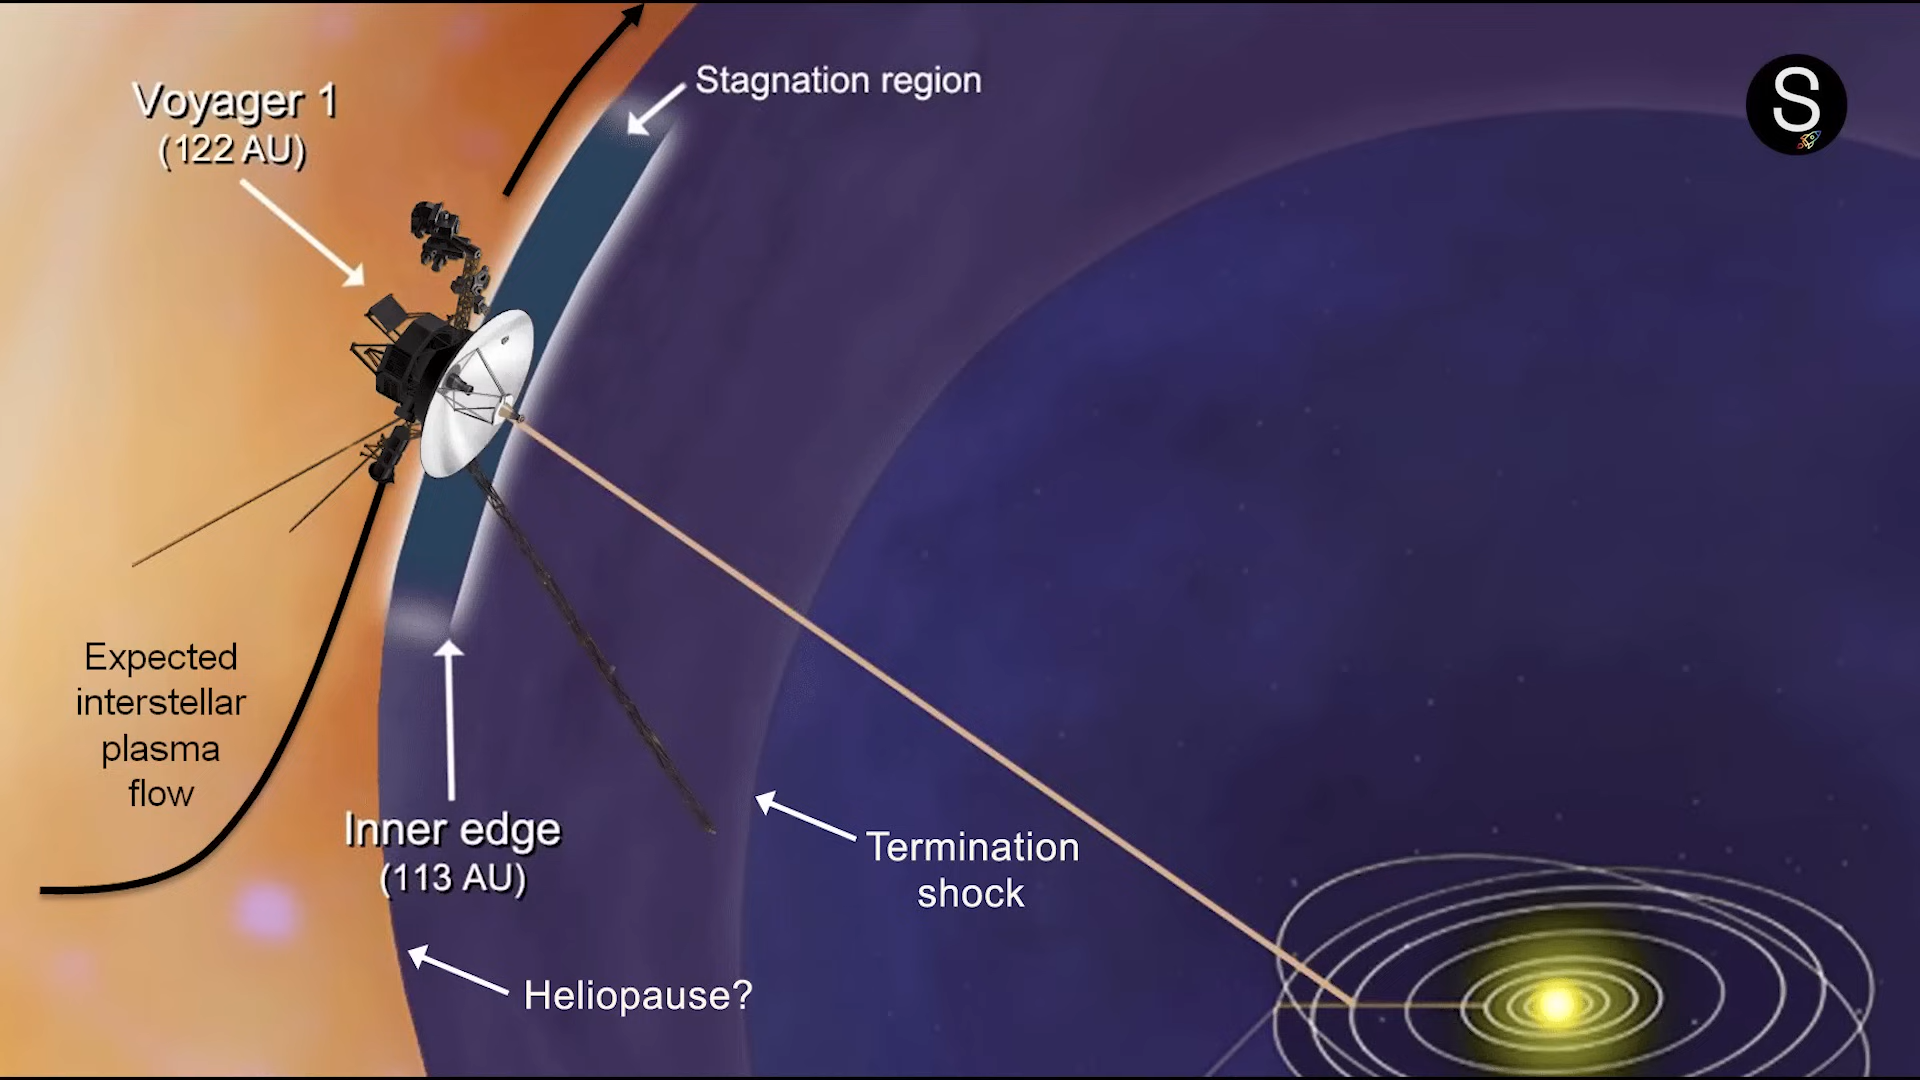 Voyager 1
(122 AU)
Stagnation region
S
Expected
interstellar
plasma
flow
Inner edge
(113 AU)
Termination
shock
Heliopause?